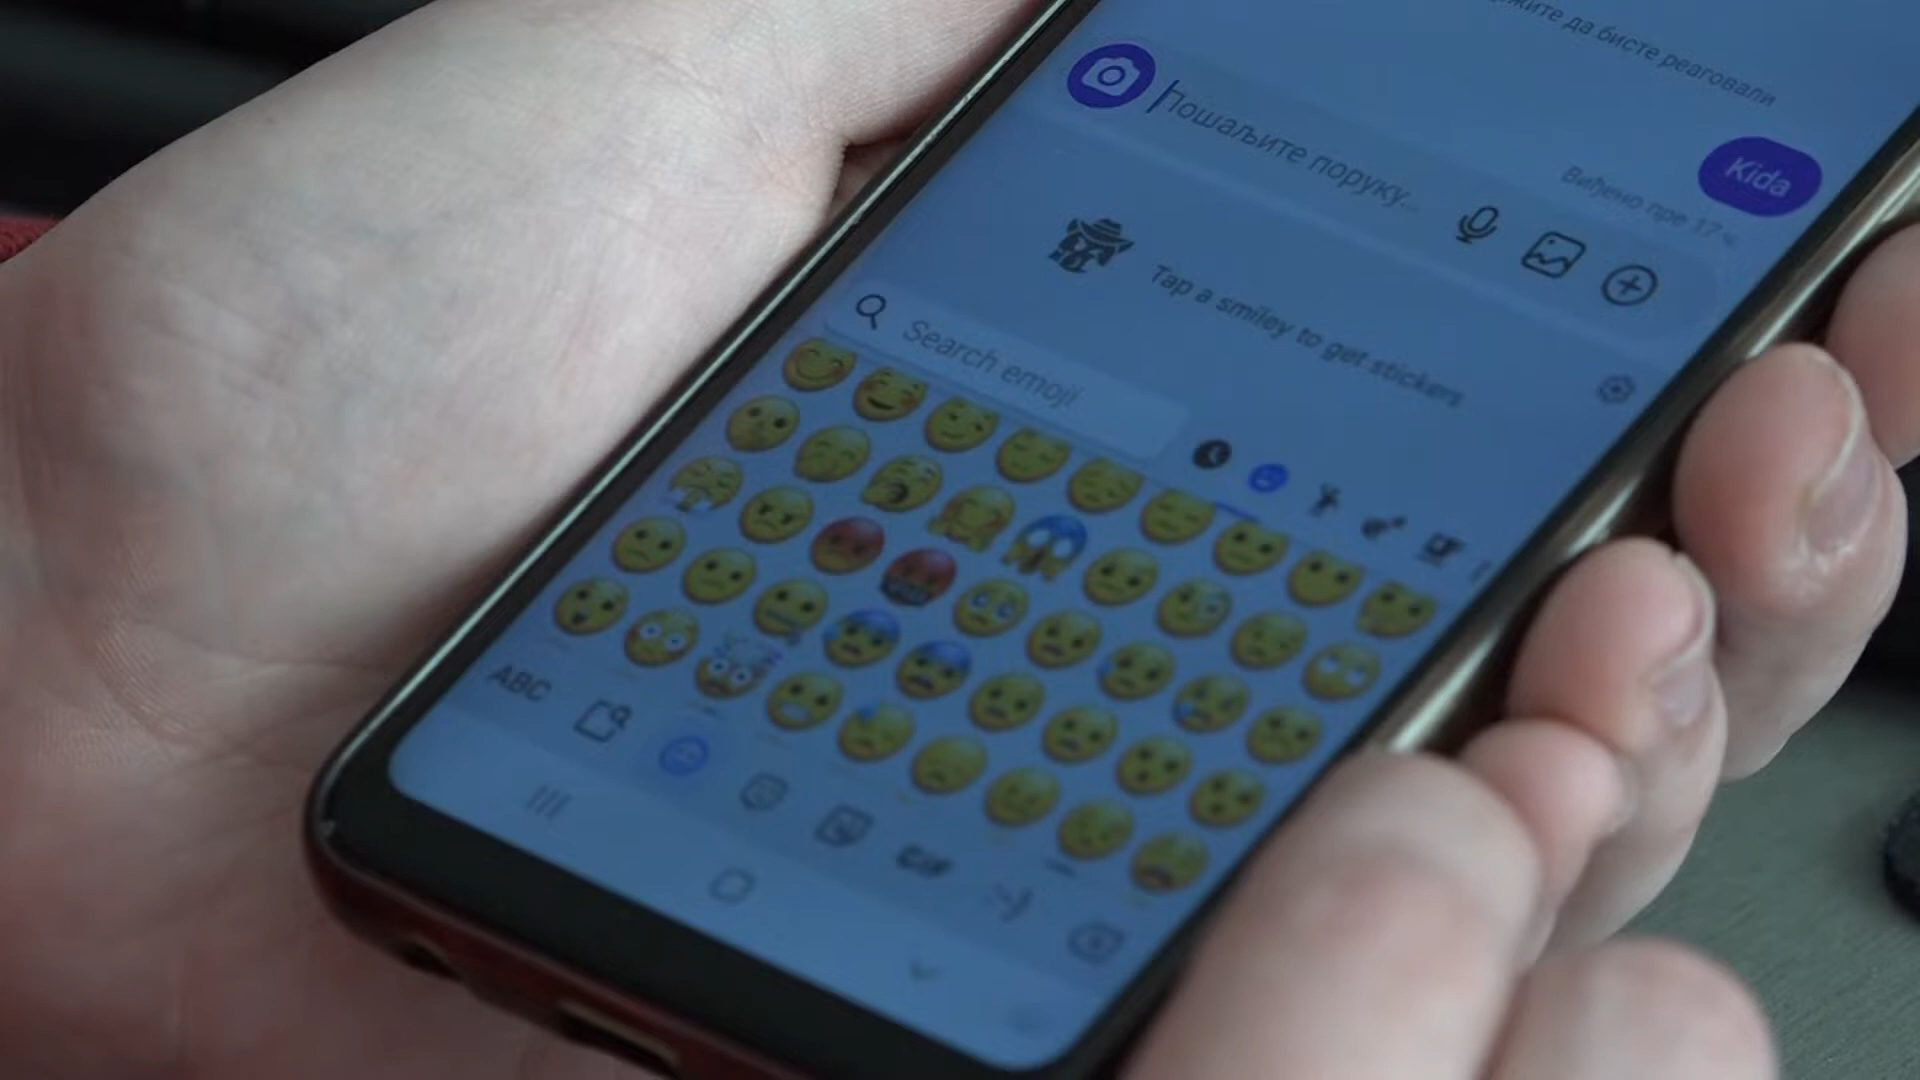 да бисте реаговали
Kida
Виђено пре 17 ч.
Пошаљите поруку...
Tap a smiley to get stickers
Search emoji
ABC
GIF
:-)